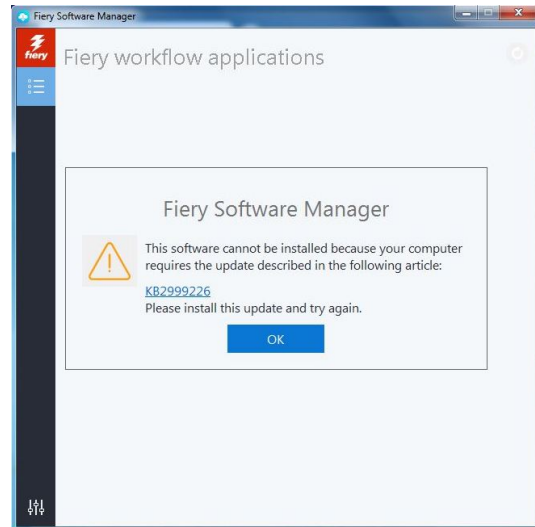 Fiery Software Manager
fiery
Fiery workflow applications
Fiery Software Manager
This software cannot be installed because your computer
requires the update described in the following article:
KB2999226
Please install this update and try again.
OK